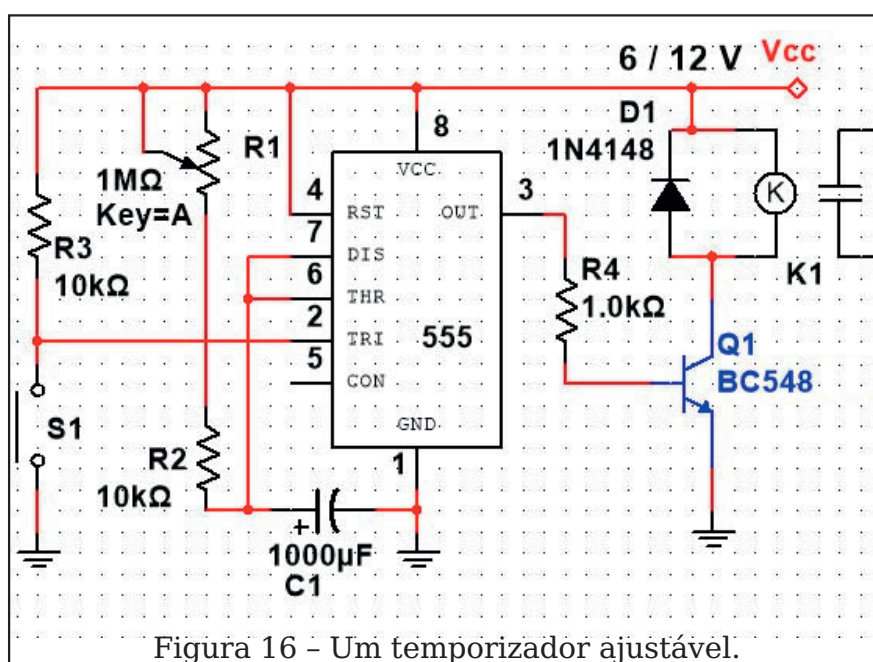 6 / 12 V Vcc
D1
1N4148
R1
1MΩ
Key=A
R3
10kΩ
S1
R2
10kΩ
1000µF
C1
+
8
VCC
4
RST
7
DIS
6
THR
2
TRI
5
CON
OUT
3
555
GND
1
R4
1.0kΩ
K
K1
Q1
BC548
Figura 16 – Um temporizador ajustável.